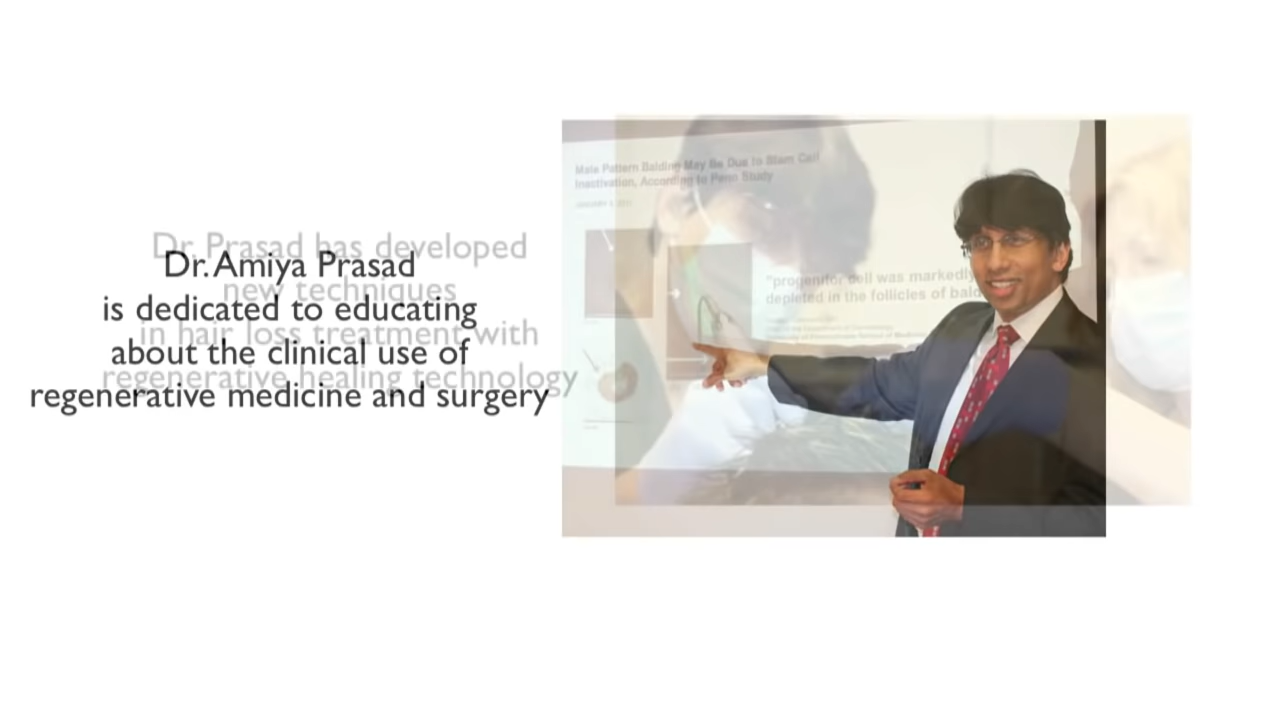 Dr. Amiya Prasad
is dedicated to educating
about the clinical use of
regenerative medicine and surgery
Dr. Prasad has developed
new techniques
in hair loss treatment with
regenerative healing technology
Male Pattern Balding May Be Due to Stem Cell
Inactivation, According to Penn Study
"progenitor cell was markedly
depleted in the follicles of bald